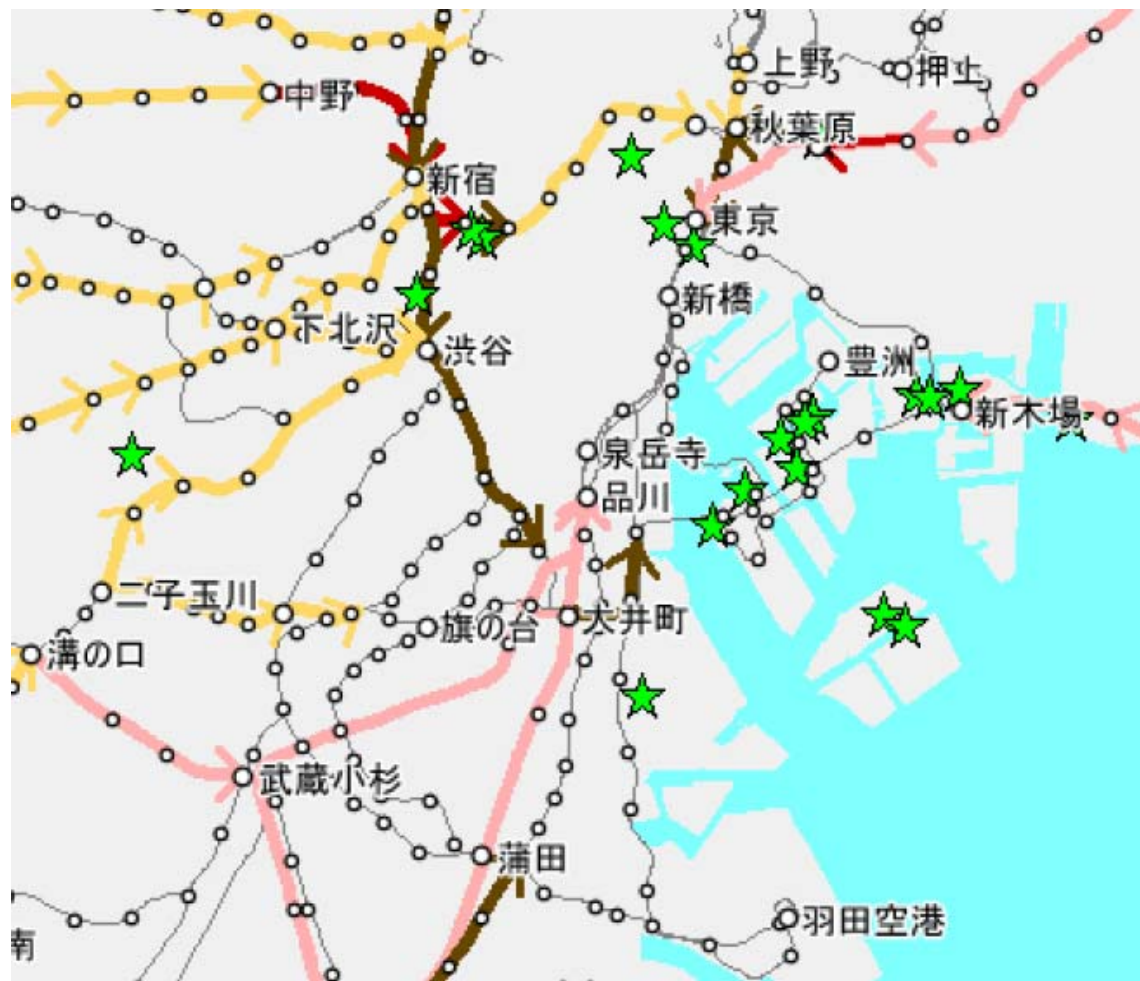 上野
押上
中野
秋葉原
新宿
東京
新橋
下北沢
渋谷
豊洲
新木場
泉岳寺
品川
二子玉川
旗の台
大井町
溝の口
武蔵小杉
蒲田
羽田空港
南